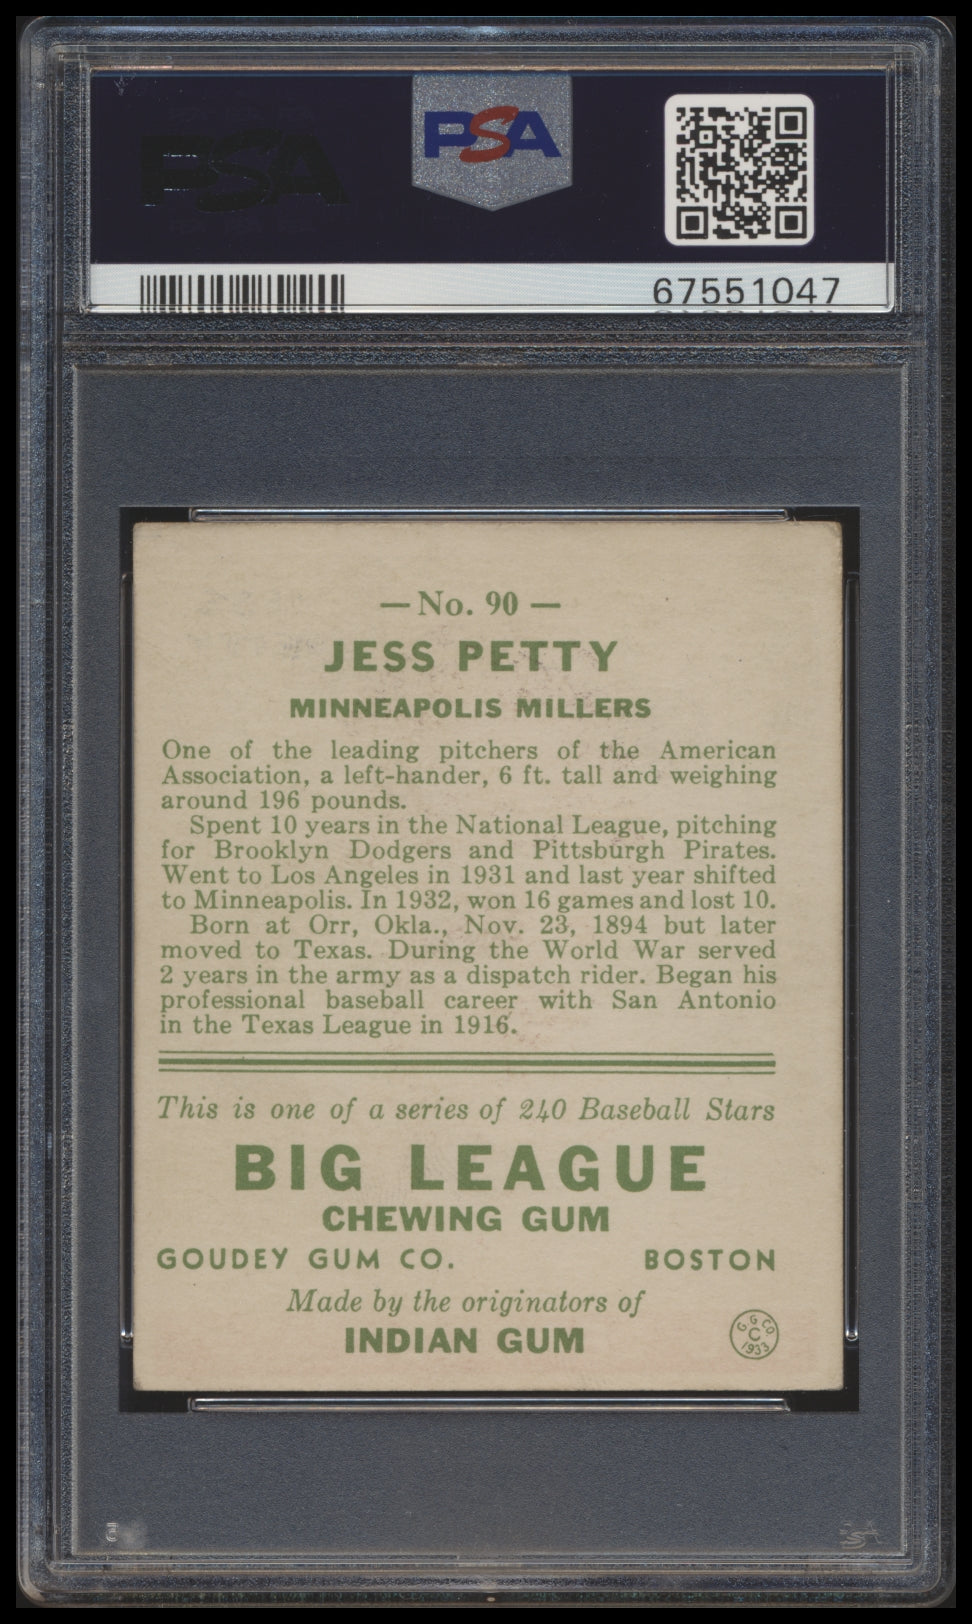 PSA
PSA
67551047
— No. 90 —
JESS PETTY
MINNEAPOLIS MILLERS
One of the leading pitchers of the American
Association, a left-hander, 6 ft. tall and weighing
around 196 pounds.
Spent 10 years in the National League, pitching
for Brooklyn Dodgers and Pittsburgh Pirates.
Went to Los Angeles in 1931 and last year shifted
to Minneapolis. In 1932, won 16 games and lost 10.
Born at Orr, Okla., Nov. 23, 1894 but later
moved to Texas. During the World War served
2 years in the army as a dispatch rider. Began his
professional baseball career with San Antonio
in the Texas League in 1916.
This is one of a series of 240 Baseball Stars
BIG LEAGUE
CHEWING GUM
GOUDEY GUM CO. BOSTON
Made by the originators of
INDIAN GUM
G. G. CO.
C
1933
PSA